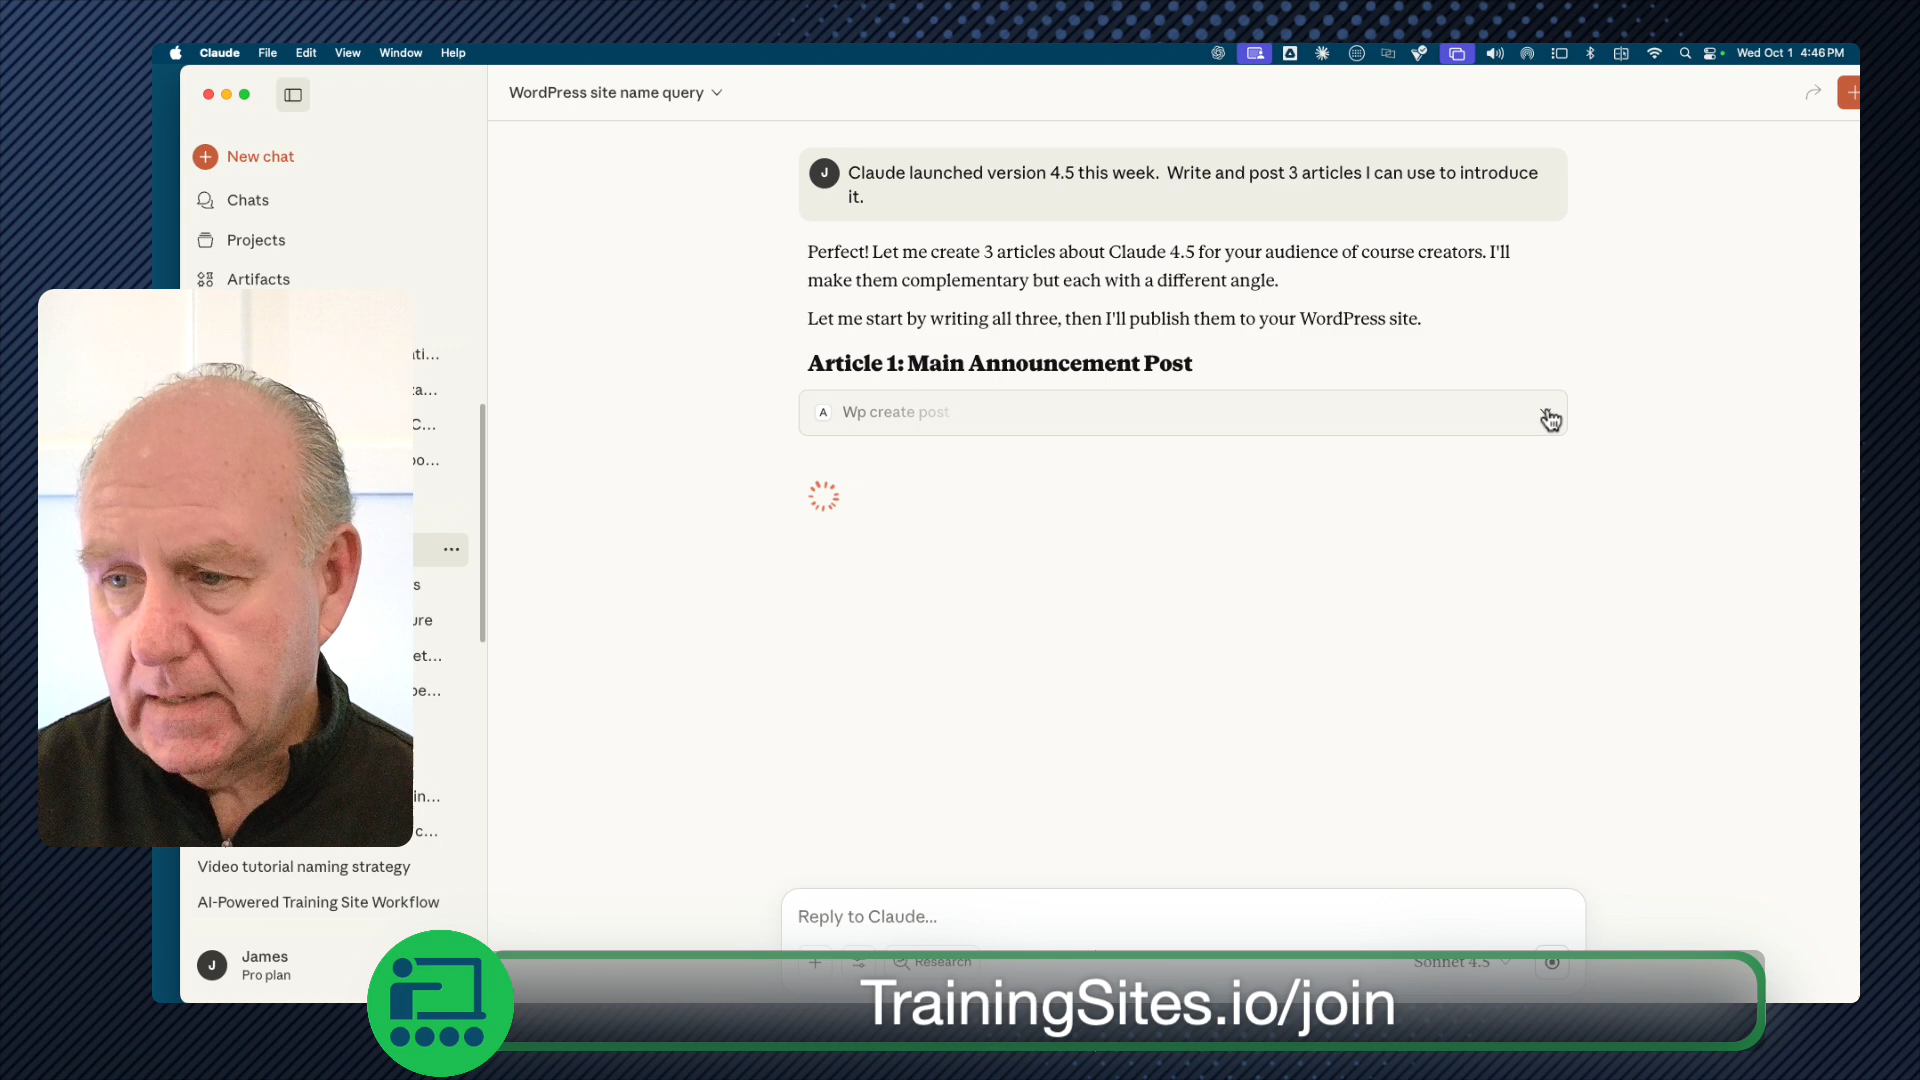 Claude File Edit View Window Help
Wed Oct 1 4:46 PM
WordPress site name query
New chat
Chats
Projects
Artifacts
J
Claude launched version 4.5 this week. Write and post 3 articles I can use to introduce
it.
Perfect! Let me create 3 articles about Claude 4.5 for your audience of course creators. I'll
make them complementary but each with a different angle.
Let me start by writing all three, then I'll publish them to your WordPress site.
Article 1: Main Announcement Post
A Wp create post
ti...
C...
s
ure
et...
in...
c...
Video tutorial naming strategy
AI-Powered Training Site Workflow
J
James
Pro plan
Reply to Claude...
Research
Sonnet 4.5
TrainingSites.io/join